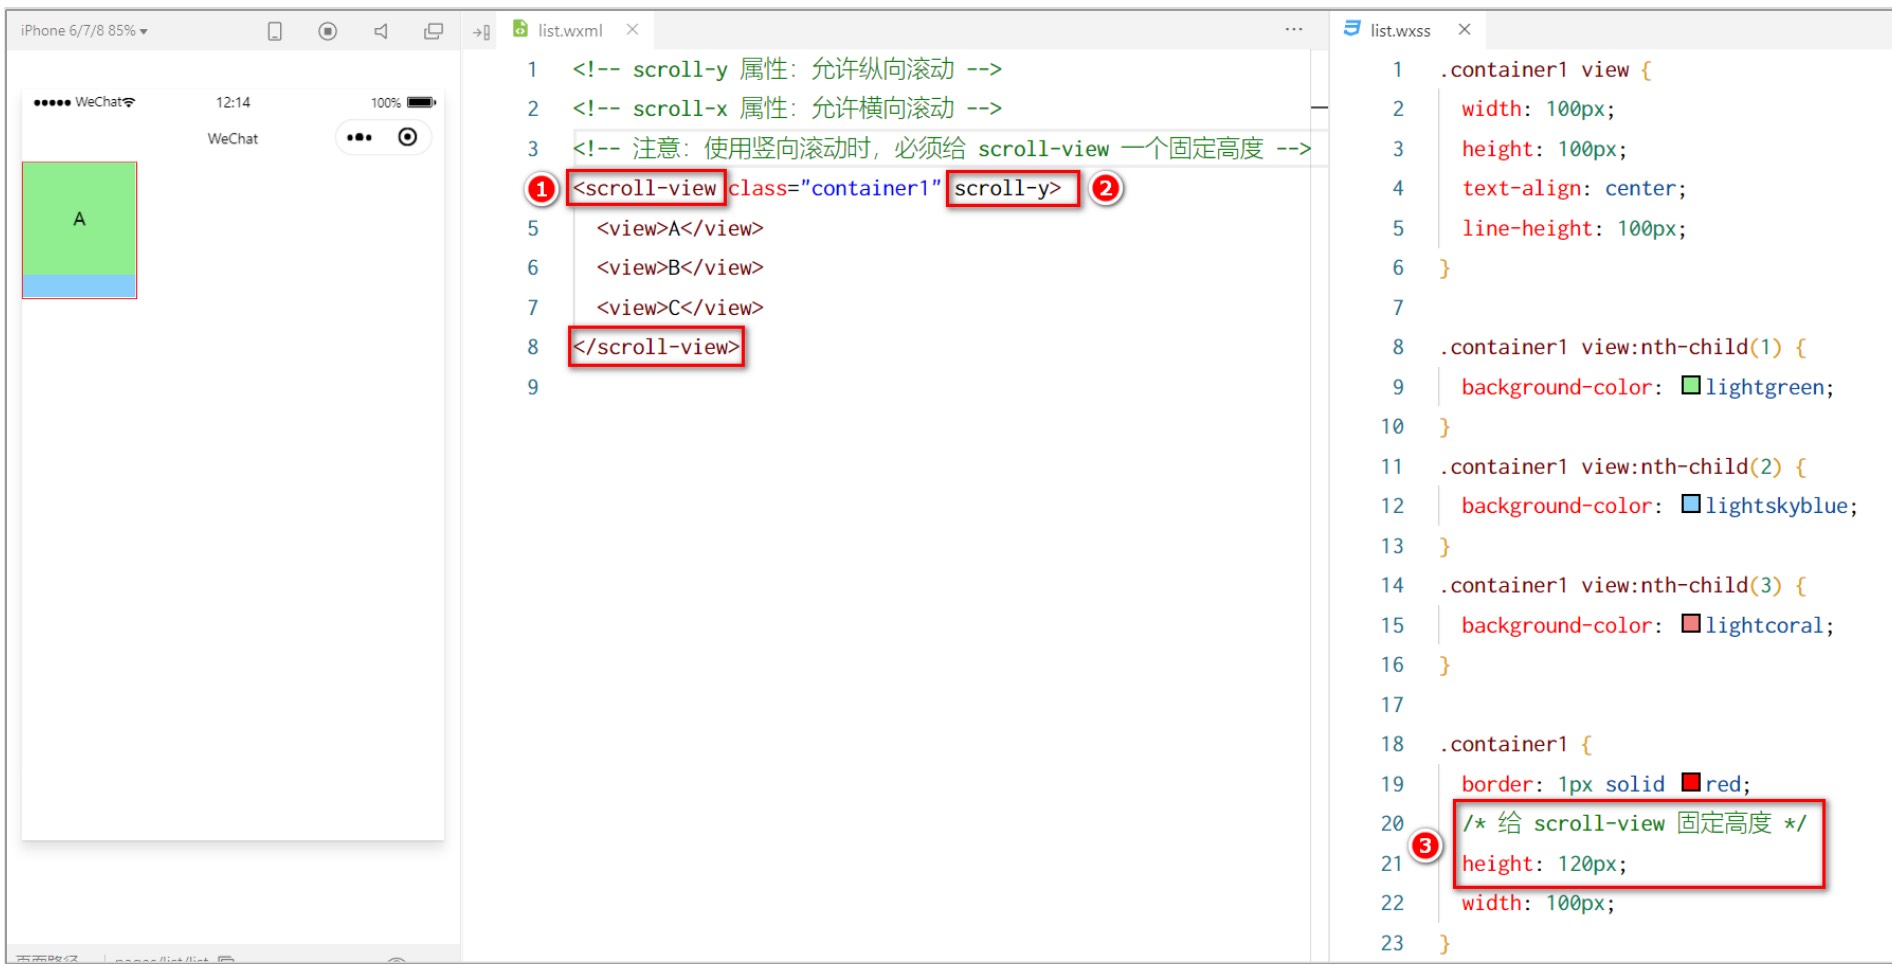 iPhone 6/7/8 85%
WeChat
12:14
100%
WeChat
A
list.wxml
1 <!-- scroll-y 属性：允许纵向滚动 -->
2 <!-- scroll-x 属性：允许横向滚动 -->
3 <!-- 注意：使用竖向滚动时，必须给 scroll-view 一个固定高度 -->
1 <scroll-view class="container1" scroll-y> 2
5 <view>A</view>
6 <view>B</view>
7 <view>C</view>
8 </scroll-view>
9
list.wxss
1 .container1 view {
2 width: 100px;
3 height: 100px;
4 text-align: center;
5 line-height: 100px;
6 }
7
8 .container1 view:nth-child(1) {
9 background-color: lightgreen;
10 }
11 .container1 view:nth-child(2) {
12 background-color: lightskyblue;
13 }
14 .container1 view:nth-child(3) {
15 background-color: lightcoral;
16 }
17
18 .container1 {
19 border: 1px solid red;
20 /* 给 scroll-view 固定高度 */
3
21 height: 120px;
22 width: 100px;
23 }
页面路径 pages/list/list